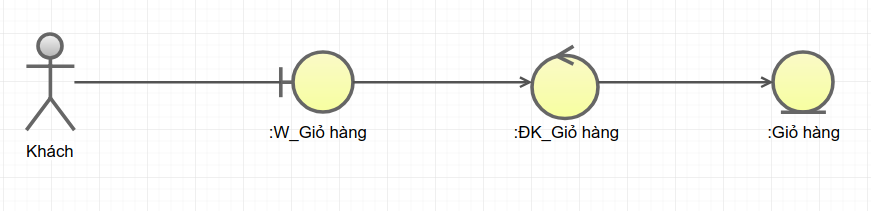 :W_Giỏ hàng
:ĐK_Giỏ hàng
:Giỏ hàng
Khách